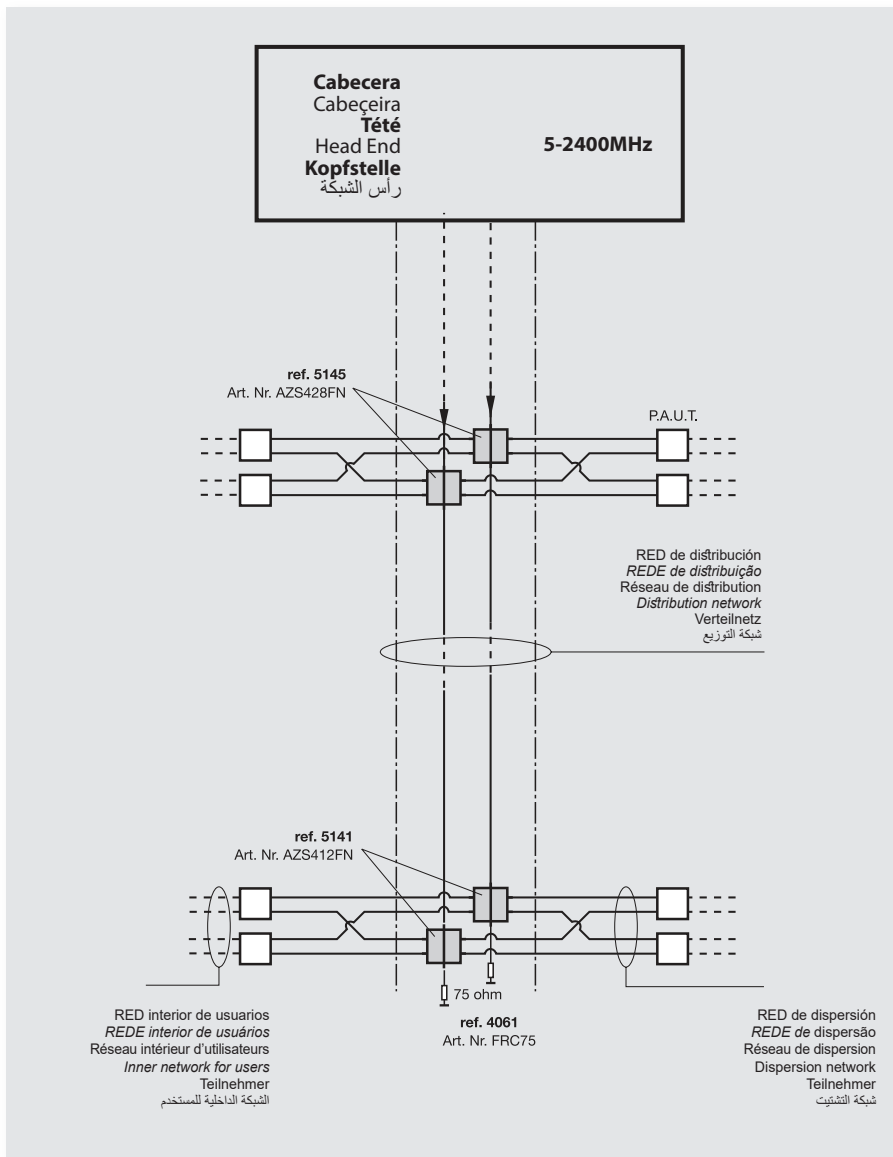 Cabecera
Cabeçeira
Tété
Head End
Kopfstelle
رأس الشبكة
5-2400MHz
ref. 5145
Art. Nr. AZS428FN
P.A.U.T.
RED de distribución
REDE de distribuição
Réseau de distribution
Distribution network
Verteilnetz
شبكة التوزيع
ref. 5141
Art. Nr. AZS412FN
75 ohm
ref. 4061
Art. Nr. FRC75
RED interior de usuarios
REDE interior de usuários
Réseau intérieur d'utilisateurs
Inner network for users
Teilnehmer
الشبكة الداخلية للمستخدم
RED de dispersión
REDE de dispersão
Réseau de dispersion
Dispersion network
Teilnehmer
شبكة التشتيت